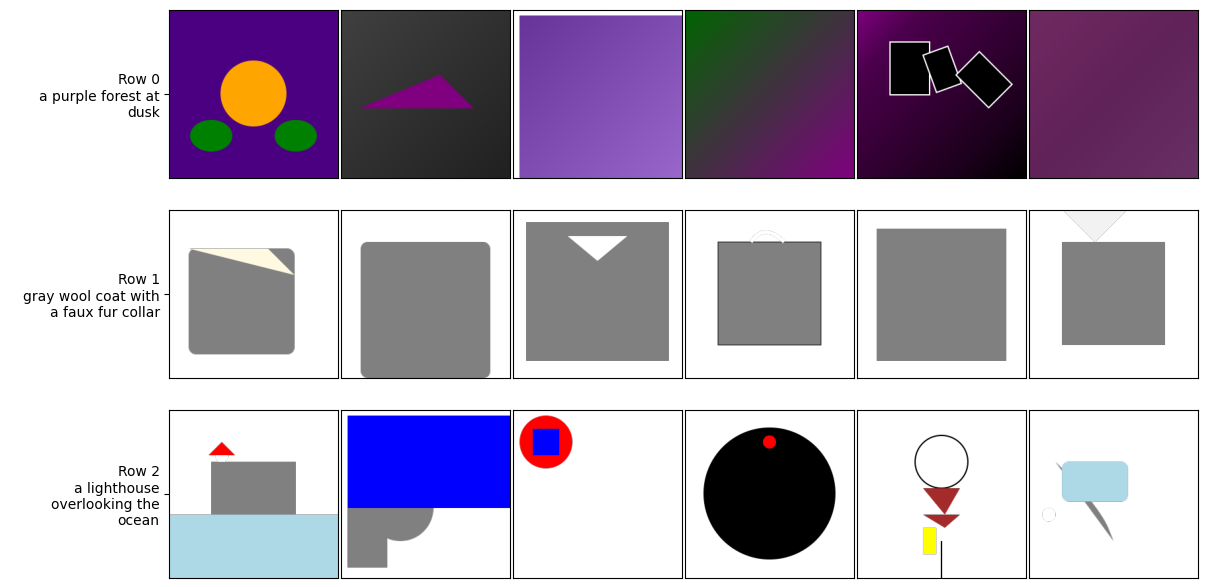 Row 0
a purple forest at
dusk
Row 1
gray wool coat with
a faux fur collar
Row 2
a lighthouse
overlooking the
ocean